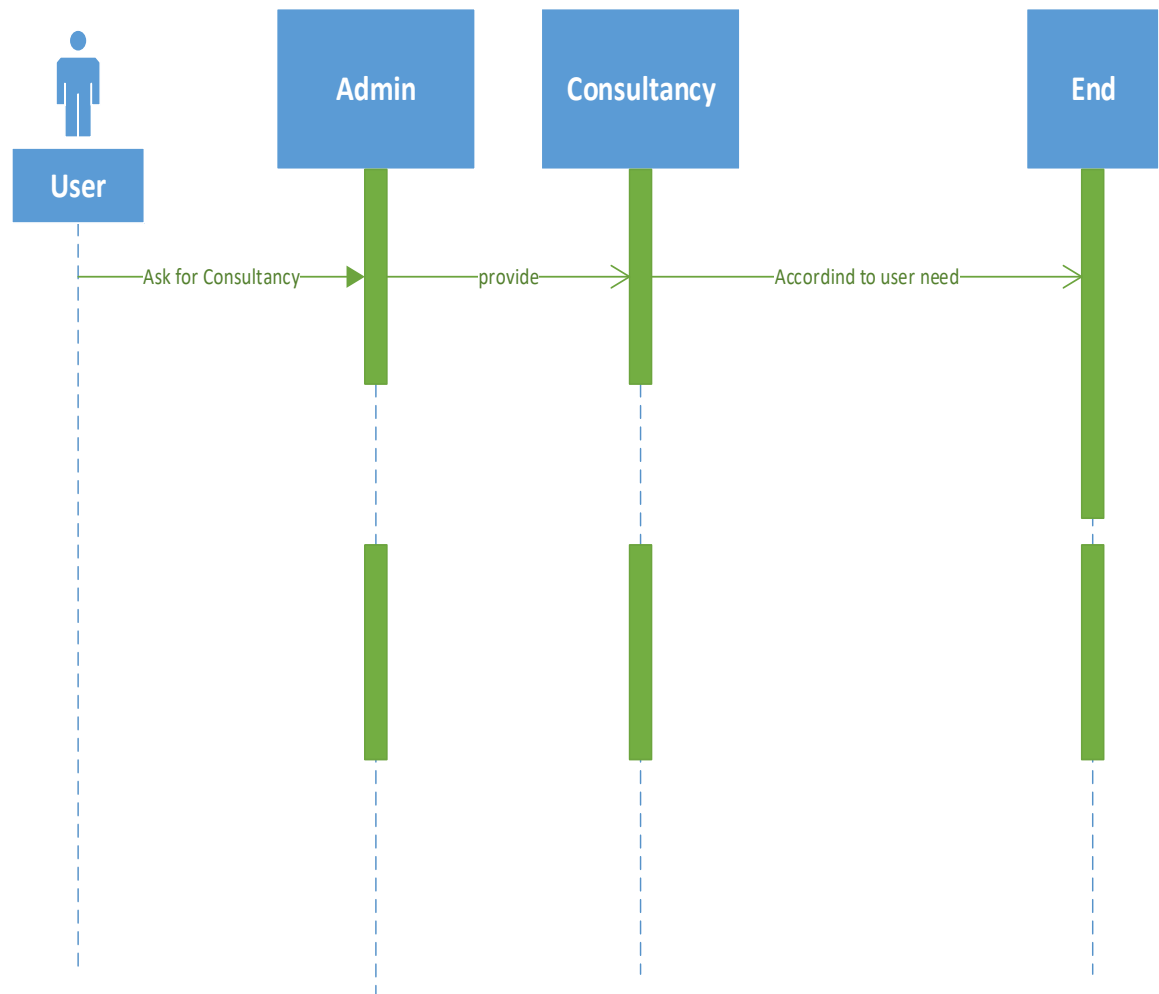 Admin
Consultancy
End
User
Ask for Consultancy
provide
Accordind to user need